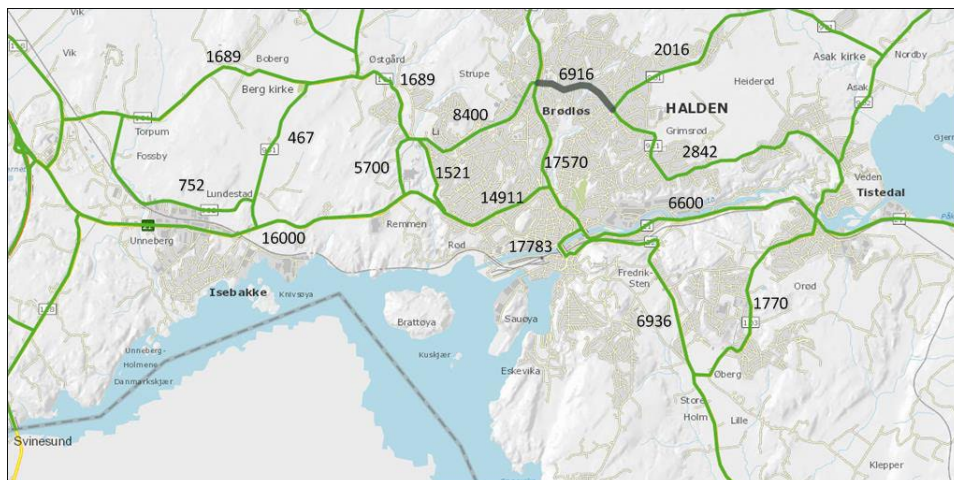 Vik
Vik
1689
Boberg
Østgård
Berg kirke
1689
Strupe
6916
2016
Asak kirke
Nordby
Heiderød
Asak
Torpum
Fossby
467
8400
Li
Brødløs
HALDEN
Grimsrød
2842
752
Lundestad
5700
1521
17570
14911
6600
Veden
Tistedal
Unneberg
16000
Remmen
Rod
17783
Fredrik-
Sten
Isebakke
Knivsøya
Brattøya
Sauøya
6936
Orød
1770
Unneberg-
Holmene
Danmarkskjær
Kuskjær
Eskevika
Øberg
Store
Holm
Lille
Svinesund
Klepper